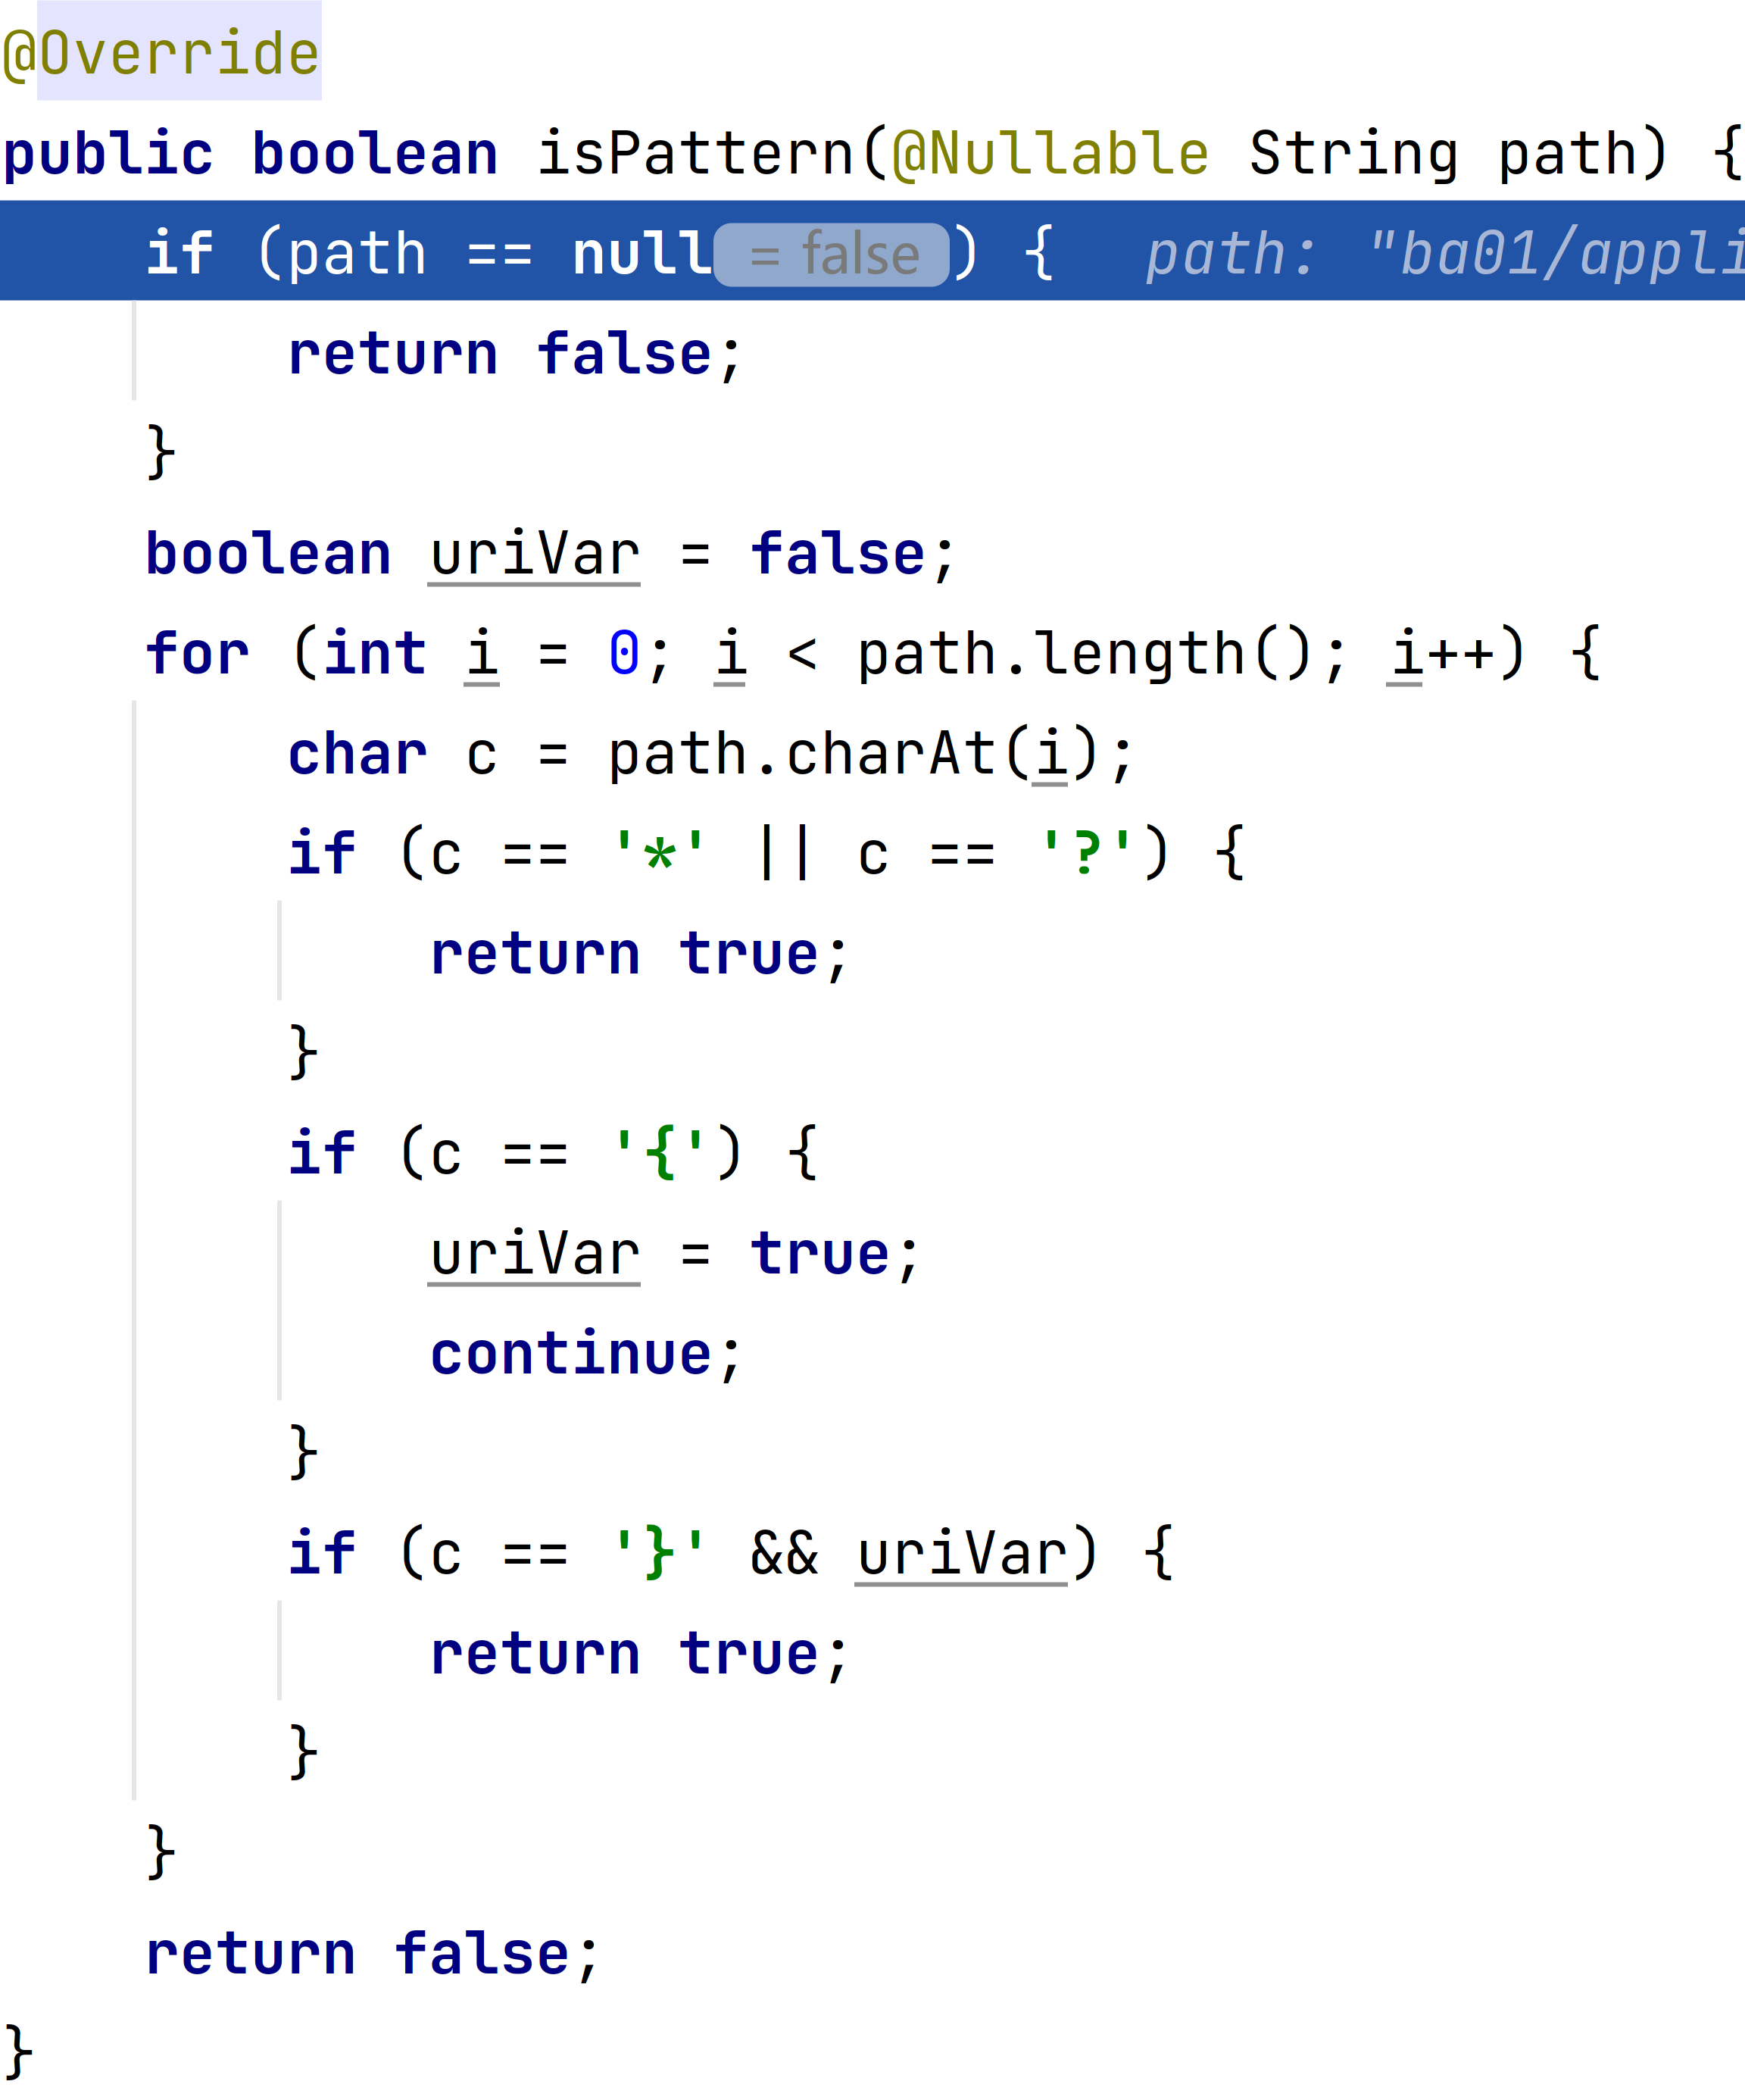 @Override
public boolean isPattern(@Nullable String path) {
    if (path == null = false ) {   path: "ba01/appli
        return false;
    }
    boolean uriVar = false;
    for (int i = 0; i < path.length(); i++) {
        char c = path.charAt(i);
        if (c == '*' || c == '?') {
            return true;
        }
        if (c == '{') {
            uriVar = true;
            continue;
        }
        if (c == '}' && uriVar) {
            return true;
        }
    }
    return false;
}